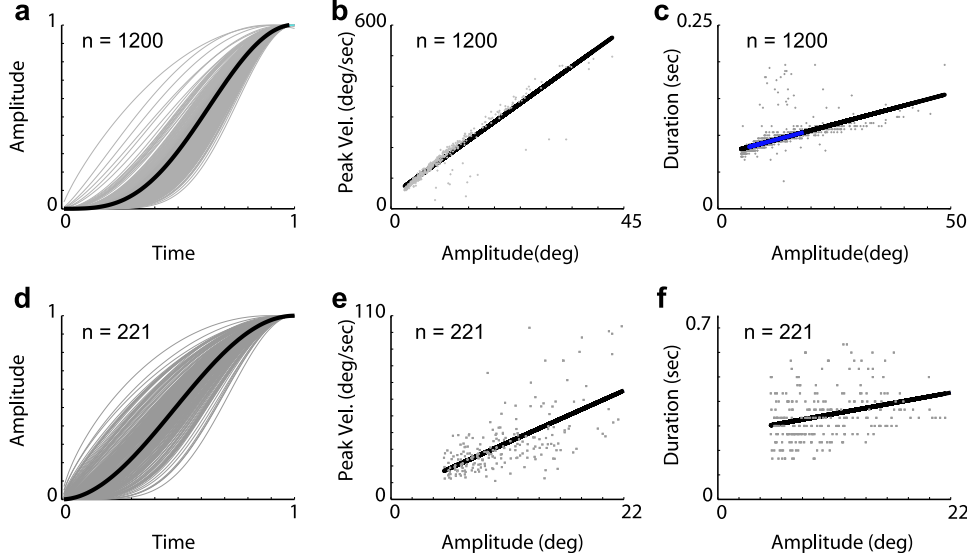 a
1
n = 1200
Amplitude
0
0
1
Time
b
600
n = 1200
Peak Vel. (deg/sec)
0
0
45
Amplitude(deg)
c
0.25
n = 1200
Duration (sec)
0
0
50
Amplitude(deg)
d
1
n = 221
Amplitude
0
0
1
Time
e
110
n = 221
Peak Vel. (deg/sec)
0
0
22
Amplitude (deg)
f
0.7
n = 221
Duration (sec)
0
0
22
Amplitude (deg)